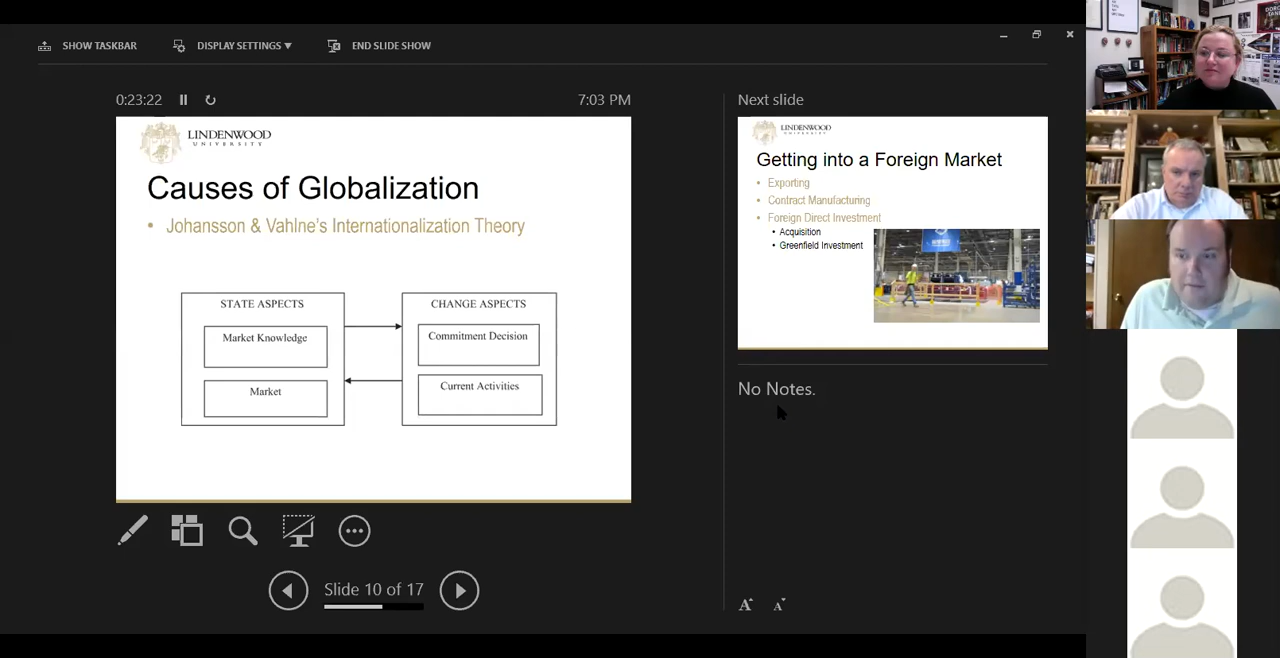 SHOW TASKBAR
DISPLAY SETTINGS ▼
END SLIDE SHOW
0:23:22
7:03 PM
LINDENWOOD
UNIVERSITY
Causes of Globalization
• Johansson & Vahlne's Internationalization Theory
STATE ASPECTS
Market Knowledge
Market
CHANGE ASPECTS
Commitment Decision
Current Activities
Slide 10 of 17
Next slide
LINDENWOOD
UNIVERSITY
Getting into a Foreign Market
• Exporting
• Contract Manufacturing
• Foreign Direct Investment
• Acquisition
• Greenfield Investment
No Notes.
A A